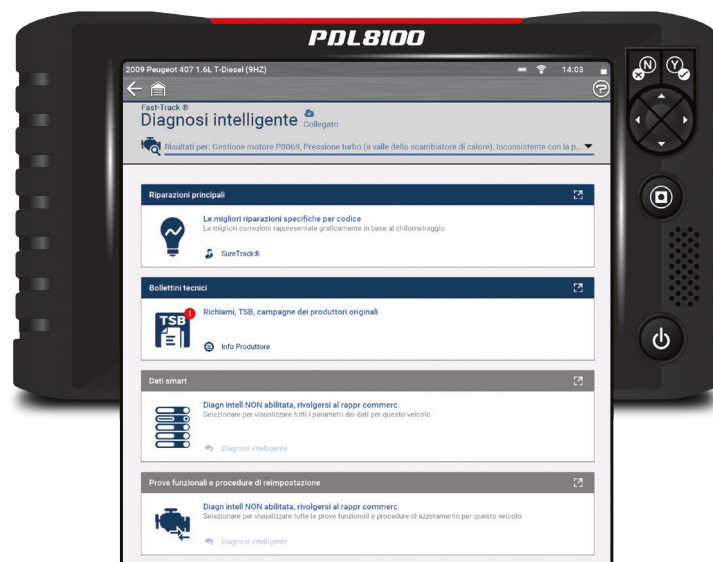 PDL8100
2009 Peugeot 407 1.6L T-Diesel (9HZ) 14:03
Fast-Track ®
Diagnosi intelligente Collegato
Risultati per: Gestione motore P0069, Pressione turbo (a valle dello scambiatore di calore). Inconsistente con la p...
N Y
Riparazioni principali
Le migliori riparazioni specifiche per codice
Le migliori correzioni rappresentate graficamente in base al chilometraggio
SureTrack®
Bollettini tecnici
TSB 1
Richiami, TSB, campagne dei produttori originali
Info Produttore
Dati smart
Diagn intell NON abilitata, rivolgersi al rappr commerc.
Selezionare per visualizzare tutti i parametri dei dati per questo veicolo
Diagnosi intelligente
Prove funzionali e procedure di reimpostazione
Diagn intell NON abilitata, rivolgersi al rappr commerc.
Selezionare per visualizzare tutte le prove funzionali e procedure di azzeramento per questo veicolo
Diagnosi intelligente